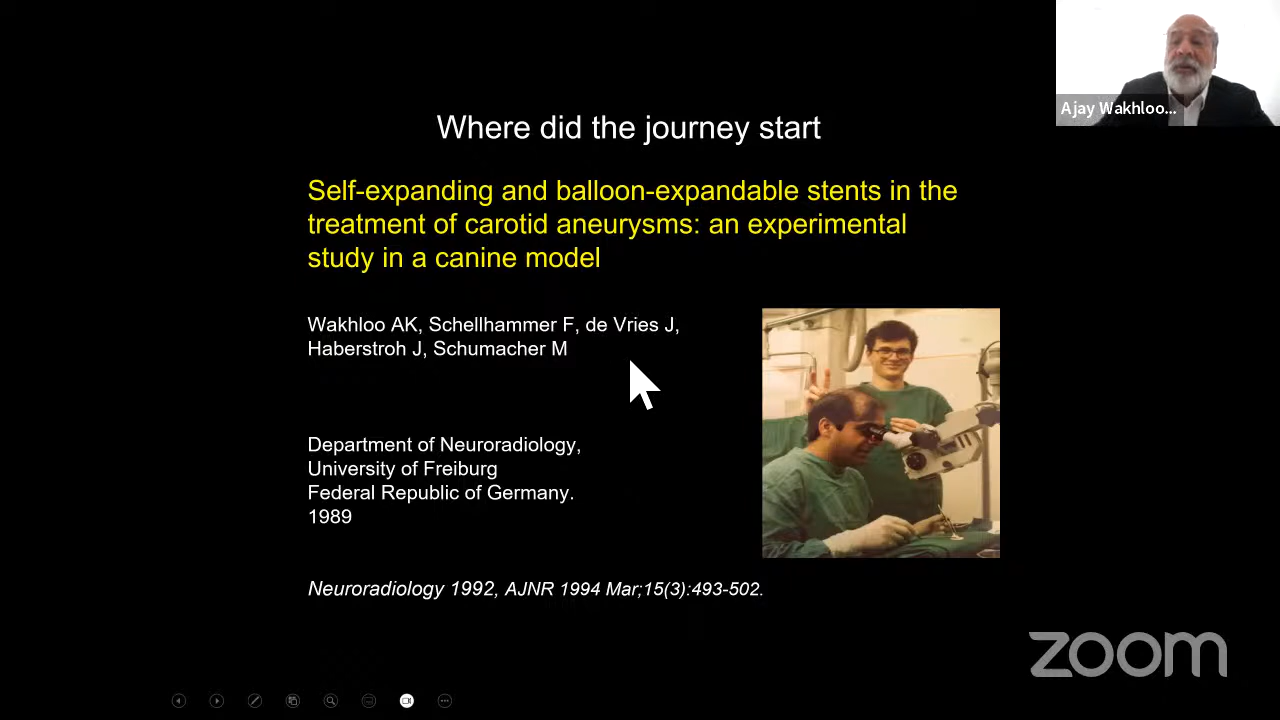 Ajay Wakhloo...
Where did the journey start
Self-expanding and balloon-expandable stents in the
treatment of carotid aneurysms: an experimental
study in a canine model
Wakhloo AK, Schellhammer F, de Vries J,
Haberstroh J, Schumacher M
Department of Neuroradiology,
University of Freiburg
Federal Republic of Germany.
1989
Neuroradiology 1992, AJNR 1994 Mar;15(3):493-502.
zoom